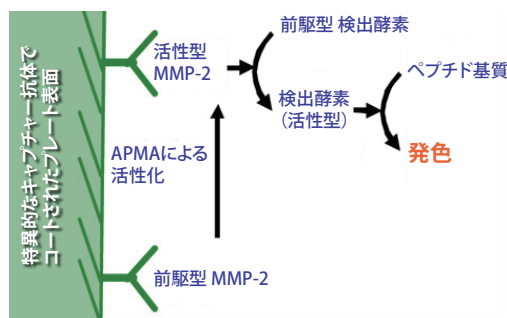 特異的なキャプチャー抗体で
コートされたプレート表面
活性型
MMP-2
前駆型 検出酵素
検出酵素
（活性型）
ペプチド基質
発色
APMAによる
活性化
前駆型 MMP-2